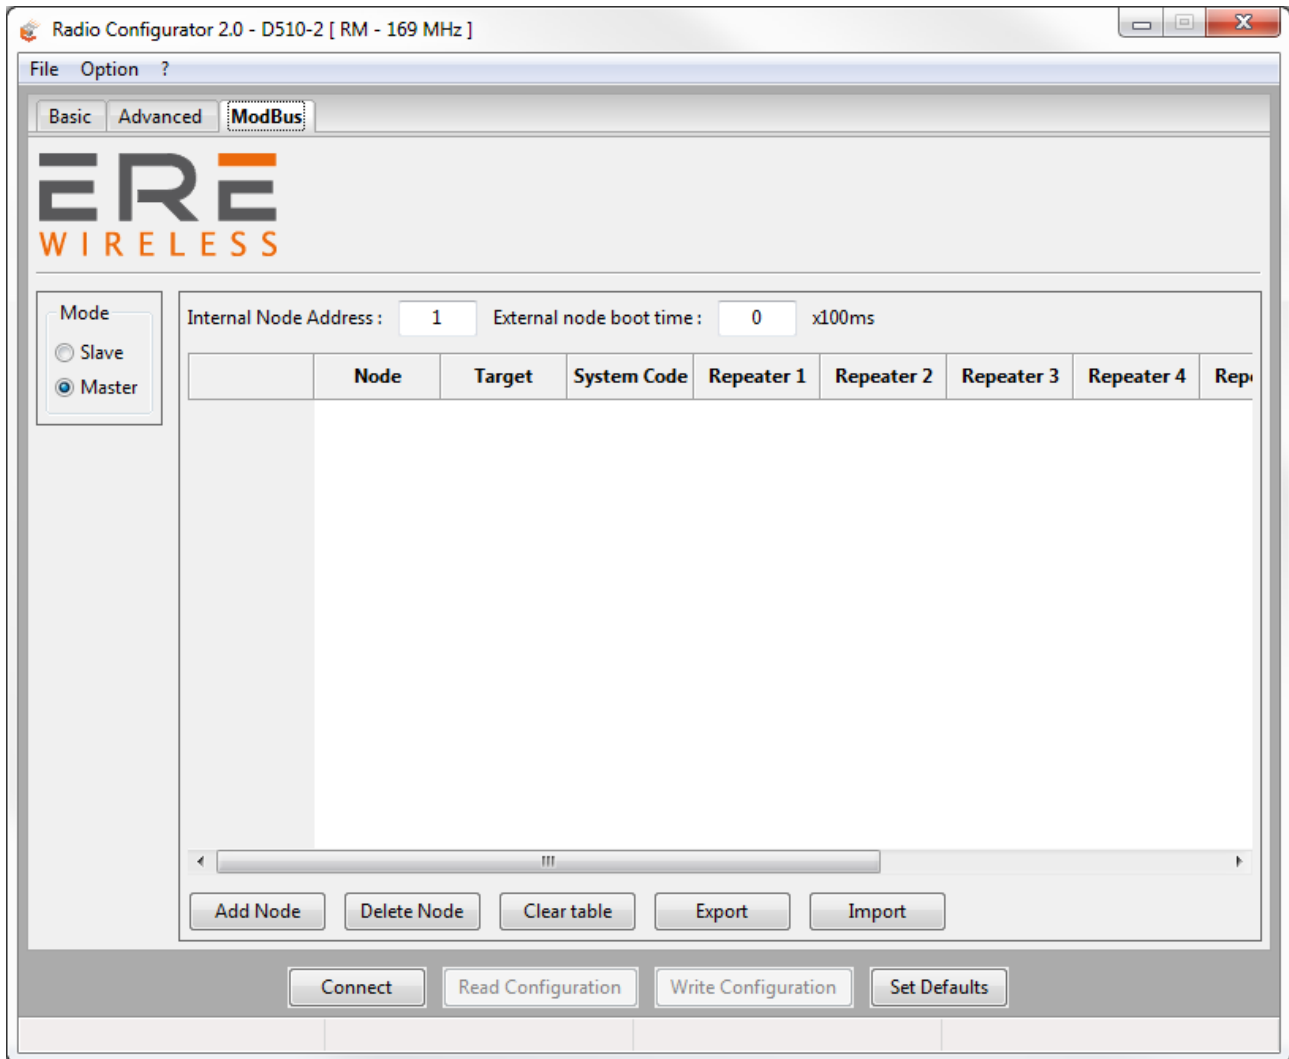 Radio Configurator 2.0 - D510-2 [ RM - 169 MHz ]
File Option ?
Basic Advanced ModBus
ERE
WIRELESS
Mode
Slave
Master
Internal Node Address : 1 External node boot time : 0 x100ms
Node Target System Code Repeater 1 Repeater 2 Repeater 3 Repeater 4
Add Node Delete Node Clear table Export Import
Connect Read Configuration Write Configuration Set Defaults